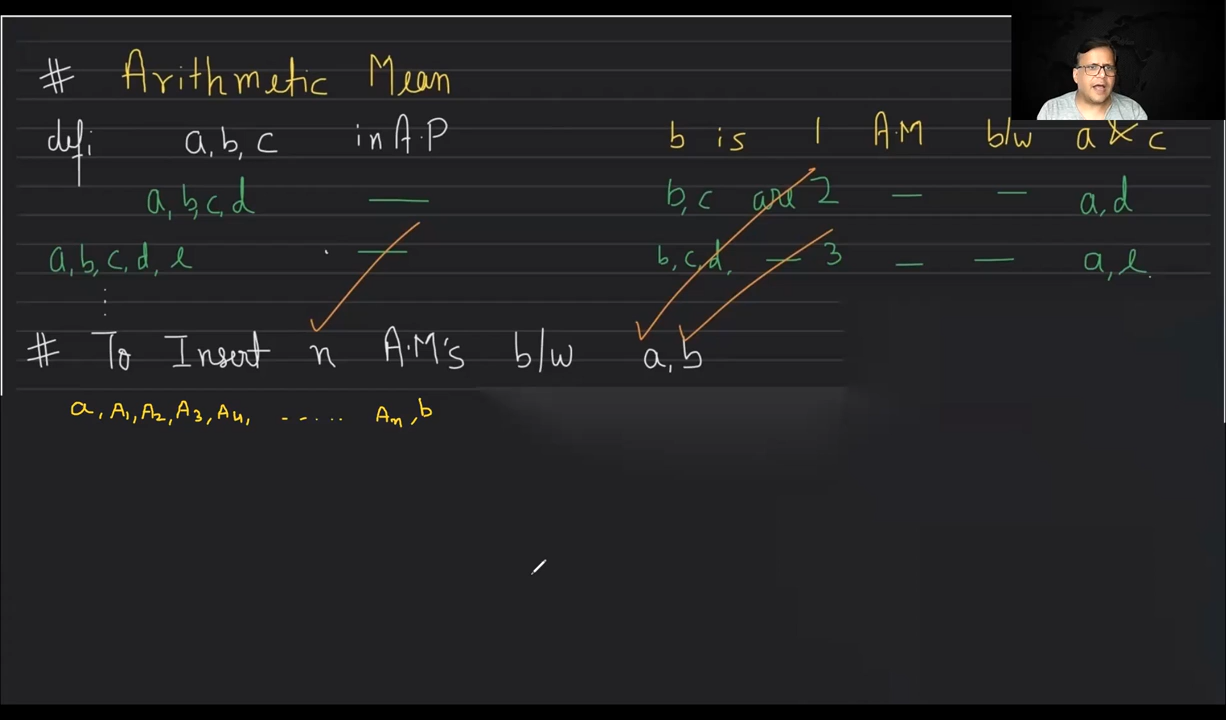 # Arithmetic Mean
defi a, b, c in A.P b is 1 A.M b/w a & c
a, b, c, d — b, c are 2 — — a, d
a, b, c, d, e — b, c, d, — 3 — — a, e.
# To Insert n A.M's b/w a, b
a, A₁, A₂, A₃, A₄, ...... Aₙ, b